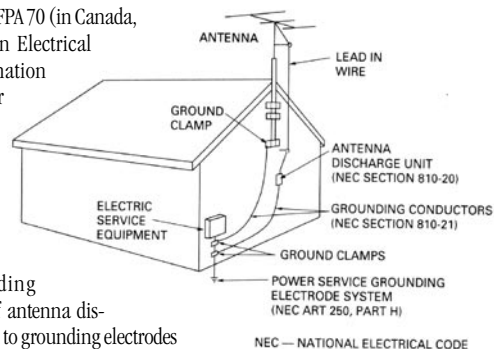 FPA 70 (in Canada,
n Electrical
nation
r
ding
f antenna dis-
to grounding electrodes
ANTENNA
LEAD IN
WIRE
GROUND
CLAMP
ANTENNA
DISCHARGE UNIT
(NEC SECTION 810-20)
ELECTRIC
SERVICE
EQUIPMENT
GROUNDING CONDUCTORS
(NEC SECTION 810-21)
GROUND CLAMPS
POWER SERVICE GROUNDING
ELECTRODE SYSTEM
(NEC ART 250, PART H)
NEC — NATIONAL ELECTRICAL CODE